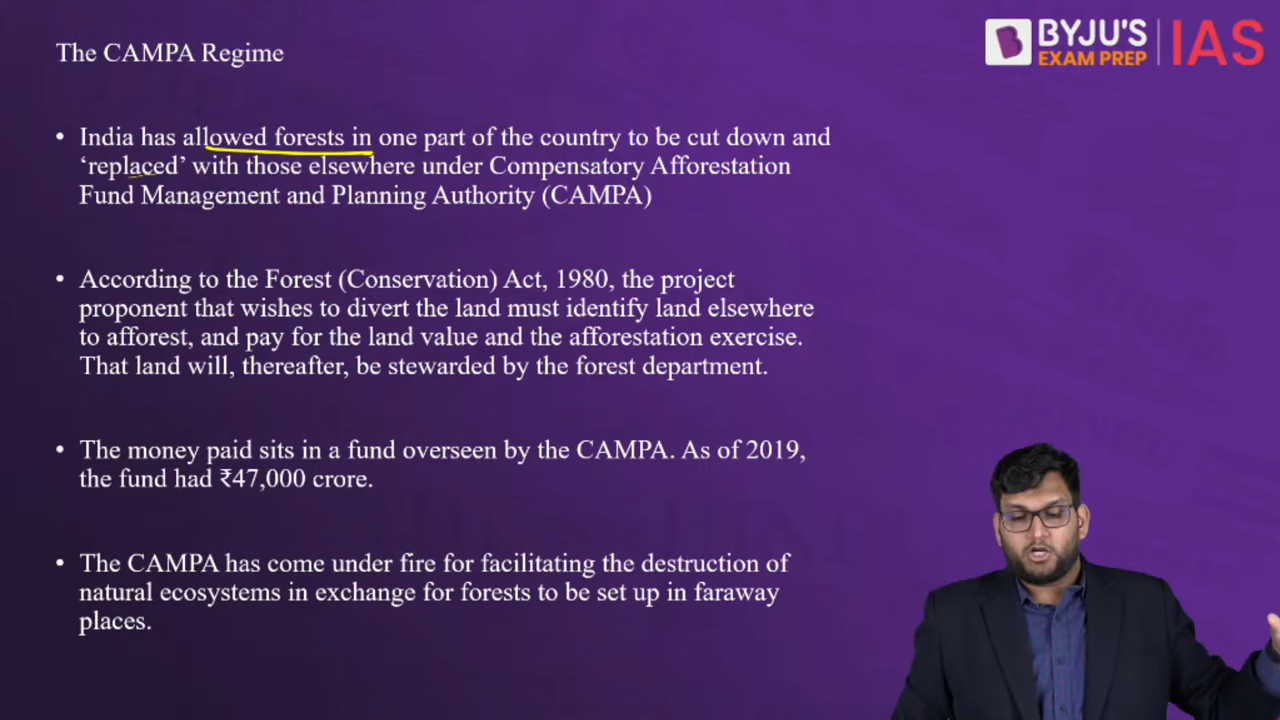 The CAMPA Regime
BYJU'S
EXAM PREP
IAS
• India has allowed forests in one part of the country to be cut down and
‘replaced’ with those elsewhere under Compensatory Afforestation
Fund Management and Planning Authority (CAMPA)
• According to the Forest (Conservation) Act, 1980, the project
proponent that wishes to divert the land must identify land elsewhere
to afforest, and pay for the land value and the afforestation exercise.
That land will, thereafter, be stewarded by the forest department.
• The money paid sits in a fund overseen by the CAMPA. As of 2019,
the fund had ₹47,000 crore.
• The CAMPA has come under fire for facilitating the destruction of
natural ecosystems in exchange for forests to be set up in faraway
places.